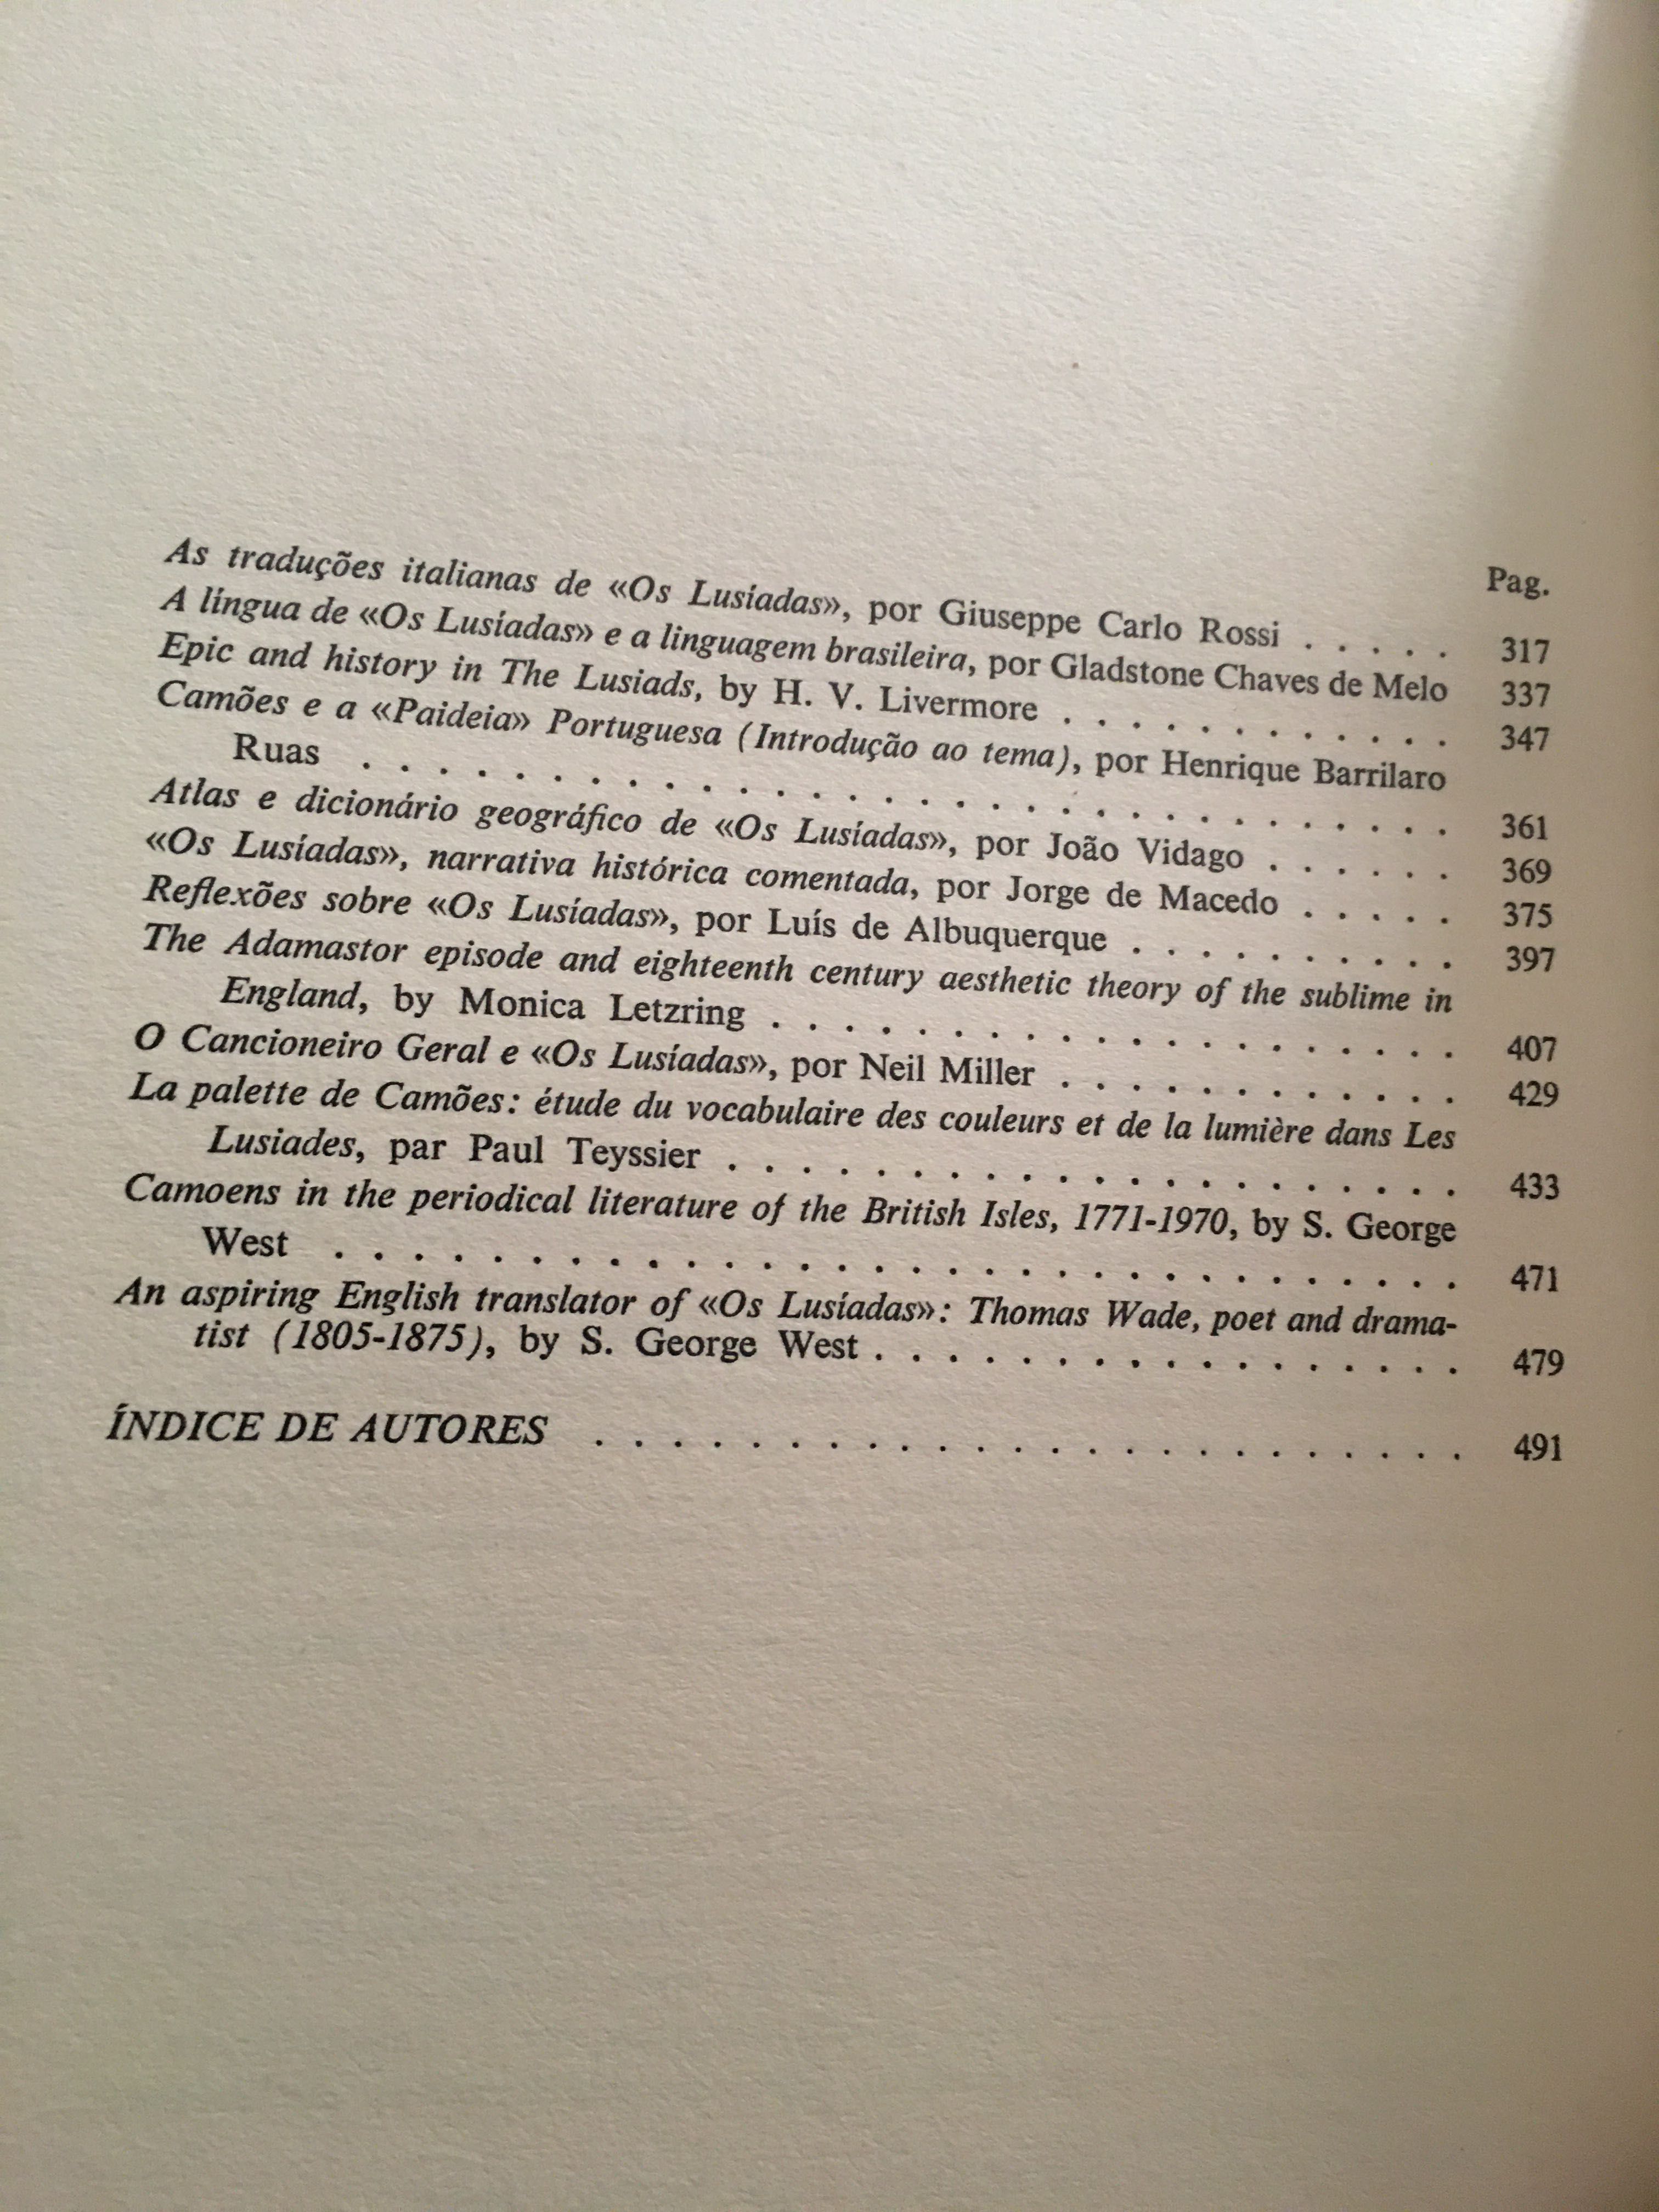 Pag.
As traduções italianas de «Os Lusíadas», por Giuseppe Carlo Rossi . . . . . 317
A língua de «Os Lusíadas» e a linguagem brasileira, por Gladstone Chaves de Melo 337
Epic and history in The Lusiads, by H. V. Livermore . . . . . . . . . . . 347
Camões e a «Paideia» Portuguesa (Introdução ao tema), por Henrique Barrilaro
Ruas . . . . . . . . . . . . . . . . . . . . . . . . . . . . . . 361
Atlas e dicionário geográfico de «Os Lusíadas», por João Vidago . . . . . . 369
«Os Lusíadas», narrativa histórica comentada, por Jorge de Macedo . . . . . 375
Reflexões sobre «Os Lusíadas», por Luís de Albuquerque . . . . . . . . . . 397
The Adamastor episode and eighteenth century aesthetic theory of the sublime in
England, by Monica Letzring . . . . . . . . . . . . . . . . . . . 407
O Cancioneiro Geral e «Os Lusíadas», por Neil Miller . . . . . . . . . . . 429
La palette de Camões: étude du vocabulaire des couleurs et de la lumière dans Les
Lusiades, par Paul Teyssier . . . . . . . . . . . . . . . . . . . . 433
Camoens in the periodical literature of the British Isles, 1771-1970, by S. George
West . . . . . . . . . . . . . . . . . . . . . . . . . . . . . . 471
An aspiring English translator of «Os Lusíadas»: Thomas Wade, poet and drama-
tist (1805-1875), by S. George West . . . . . . . . . . . . . . . . 479
ÍNDICE DE AUTORES . . . . . . . . . . . . . . . . . . . . . . . . 491